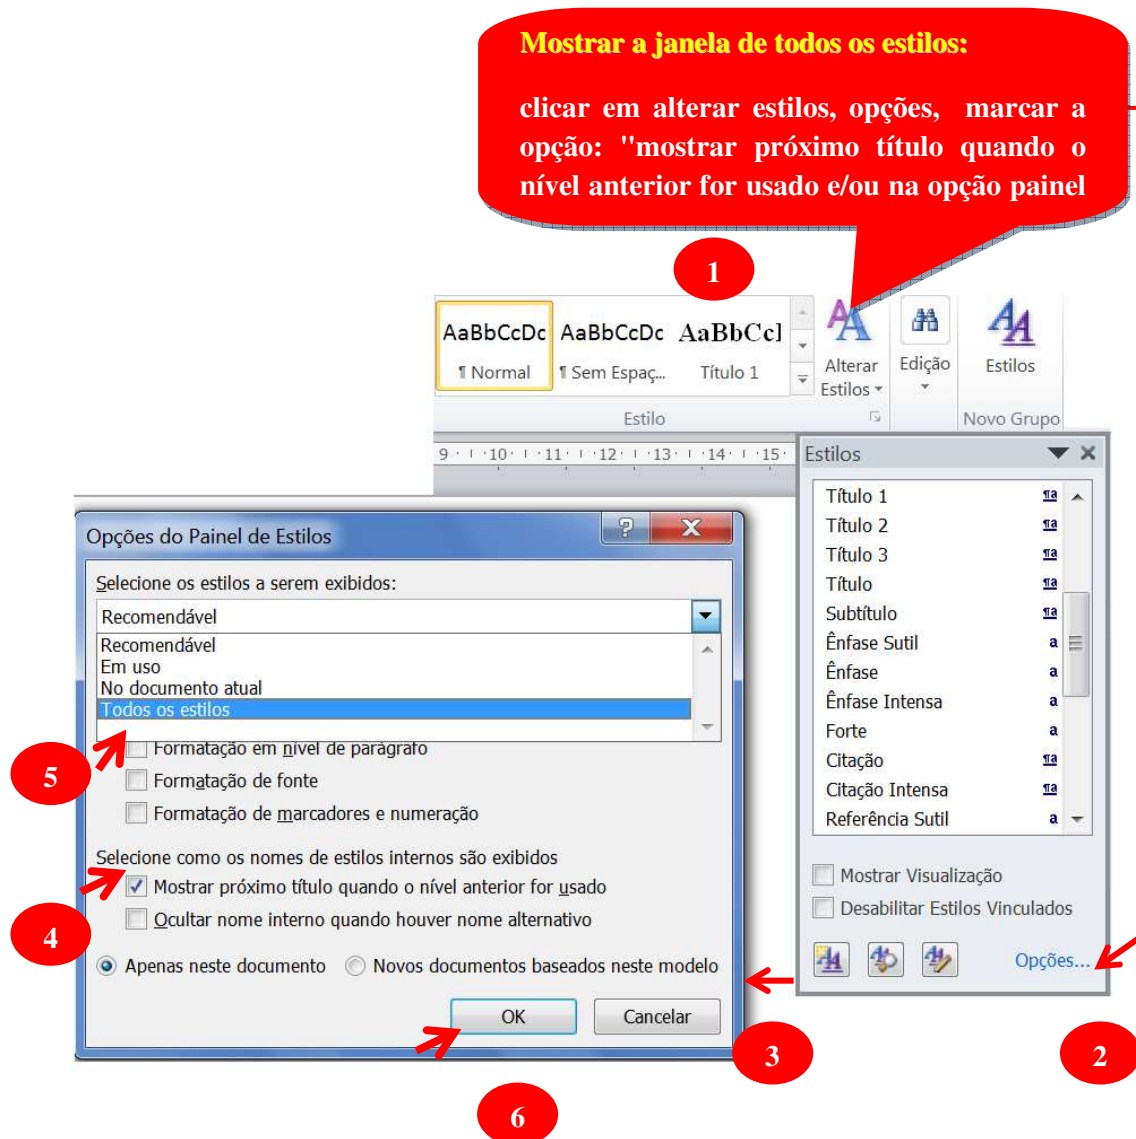 Mostrar a janela de todos os estilos:
clicar em alterar estilos, opções, marcar a
opção: "mostrar próximo título quando o
nível anterior for usado e/ou na opção painel
1
AaBbCcDc AaBbCcDc AaBbCcI
¶ Normal ¶ Sem Espaç... Título 1
Alterar
Estilos
Edição
Estilos
Estilo
Novo Grupo
9 · ı · 10 · ı · 11 · ı · 12 · ı · 13 · ı · 14 · ı · 15 ·
Estilos
Título 1 ¶a
Título 2 ¶a
Título 3 ¶a
Título ¶a
Subtítulo ¶a
Ênfase Sutil a
Ênfase a
Ênfase Intensa a
Forte a
Citação ¶a
Citação Intensa ¶a
Referência Sutil a
Mostrar Visualização
Desabilitar Estilos Vinculados
Opções...
Opções do Painel de Estilos
Selecione os estilos a serem exibidos:
Recomendável
Recomendável
Em uso
No documento atual
Todos os estilos
Formatação em nível de parágrafo
5
Formatação de fonte
Formatação de marcadores e numeração
Selecione como os nomes de estilos internos são exibidos
Mostrar próximo título quando o nível anterior for usado
4
Ocultar nome interno quando houver nome alternativo
Apenas neste documento Novos documentos baseados neste modelo
OK Cancelar
3
2
6